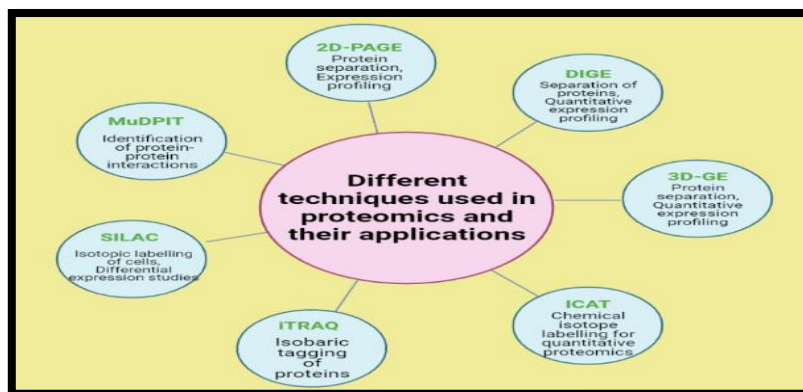 2D-PAGE
Protein
separation,
Expression
profiling
DIGE
Separation of
proteins,
Quantitative
expression
profiling
MuDPIT
Identification
of protein-
protein
interactions
Different
techniques used in
proteomics and
their applications
3D-GE
Protein
separation,
Quantitative
expression
profiling
SILAC
Isotopic labelling
of cells,
Differential
expression studies
iTRAQ
Isobaric
tagging
of
proteins
ICAT
Chemical
isotope
labelling for
quantitative
proteomics